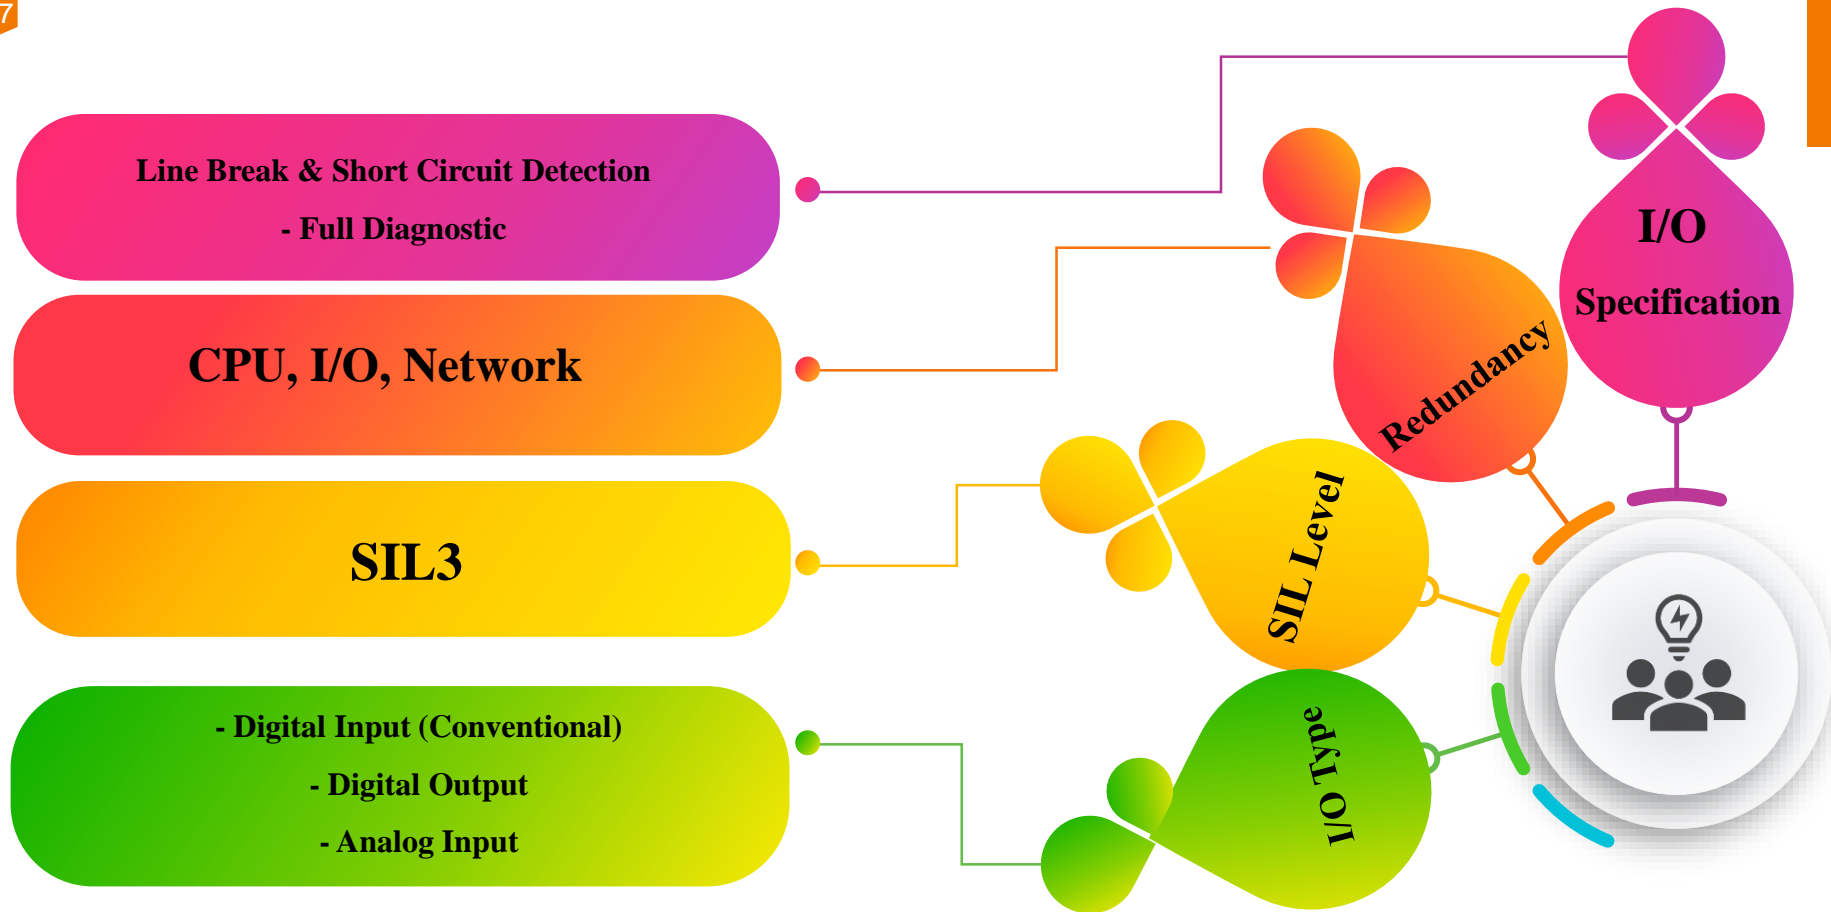 7
Line Break & Short Circuit Detection
- Full Diagnostic
I/O
Specification
CPU, I/O, Network
Redundancy
SIL3
SIL Level
- Digital Input (Conventional)
- Digital Output
- Analog Input
I/O Type